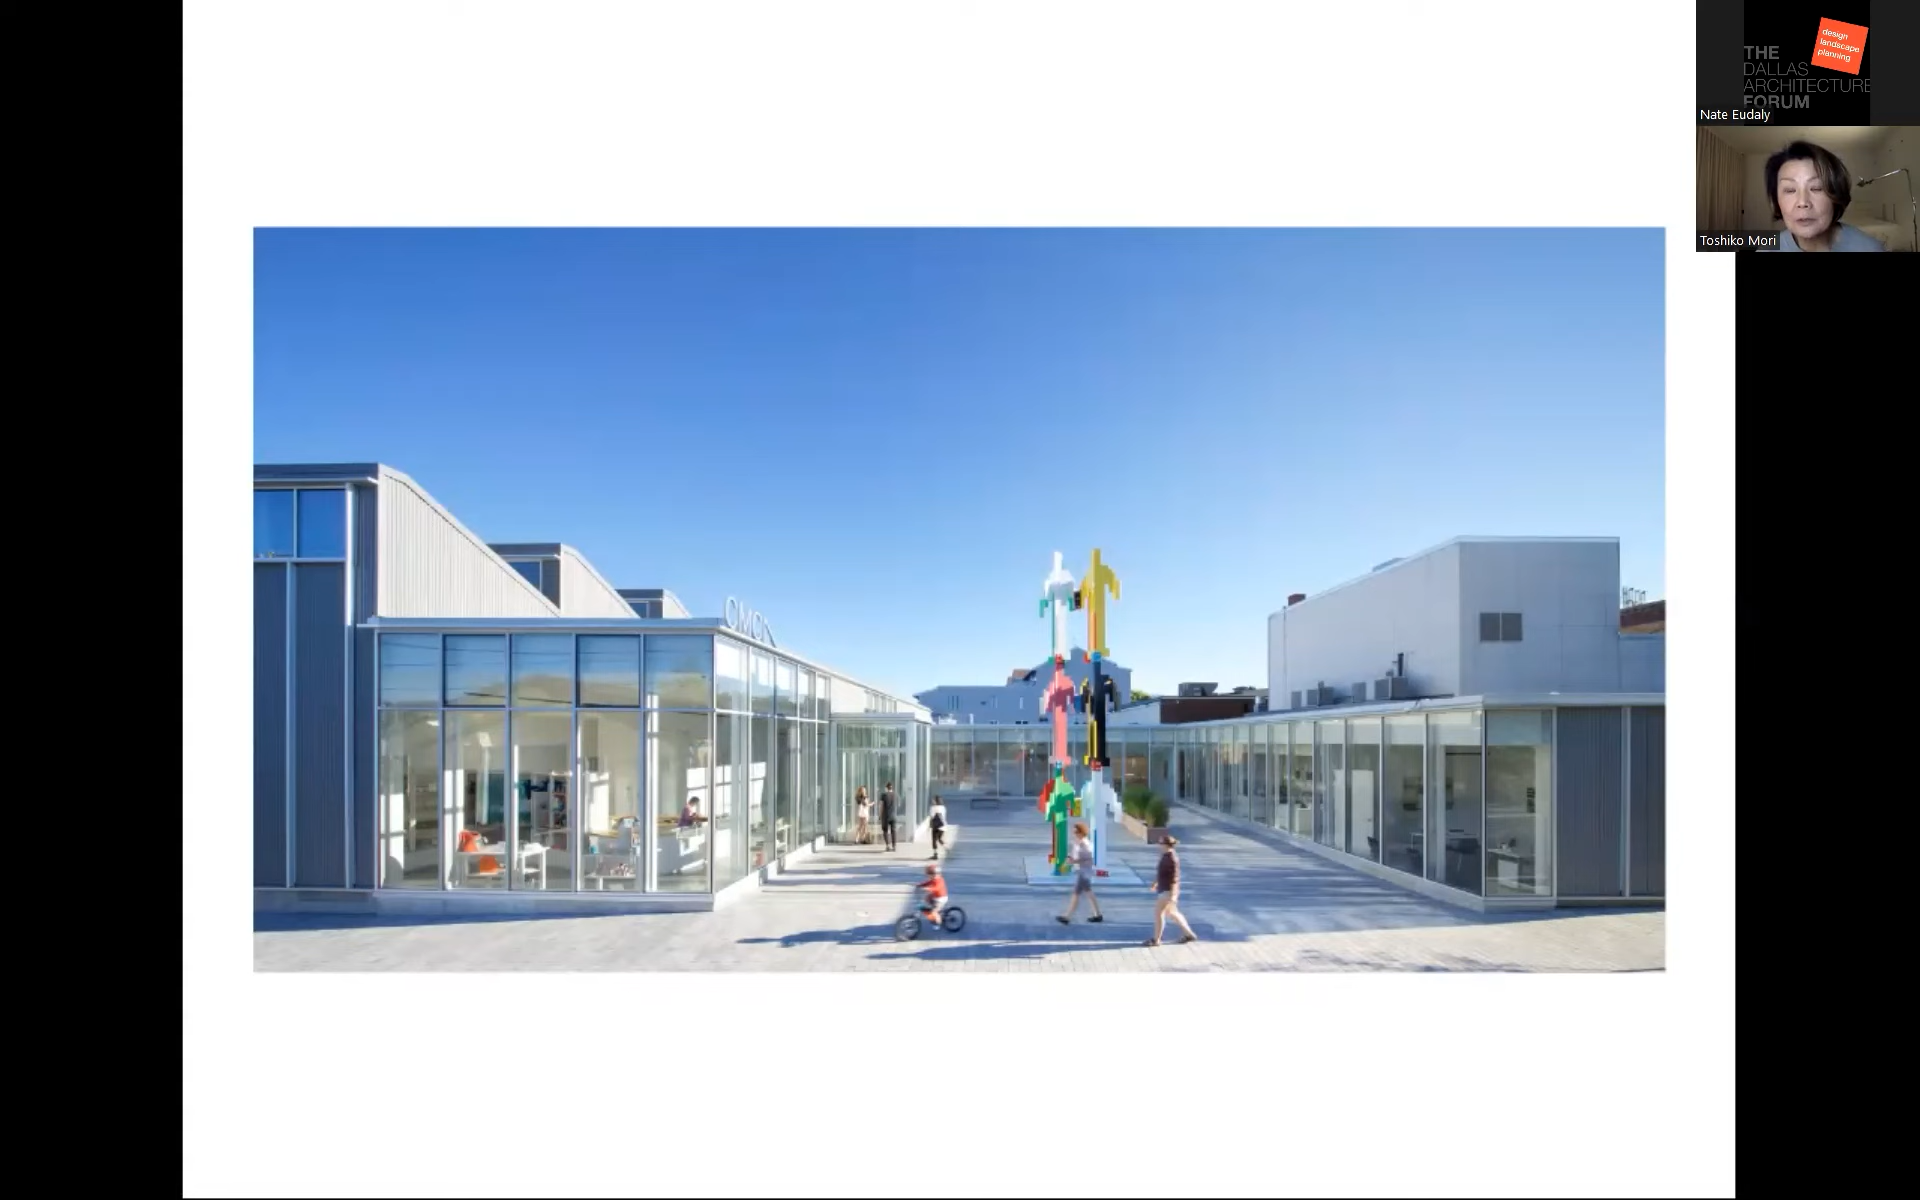 CMCA
design
landscape
planning
THE
DALLAS
ARCHITECTURE
FORUM
Nate Eudaly
Toshiko Mori